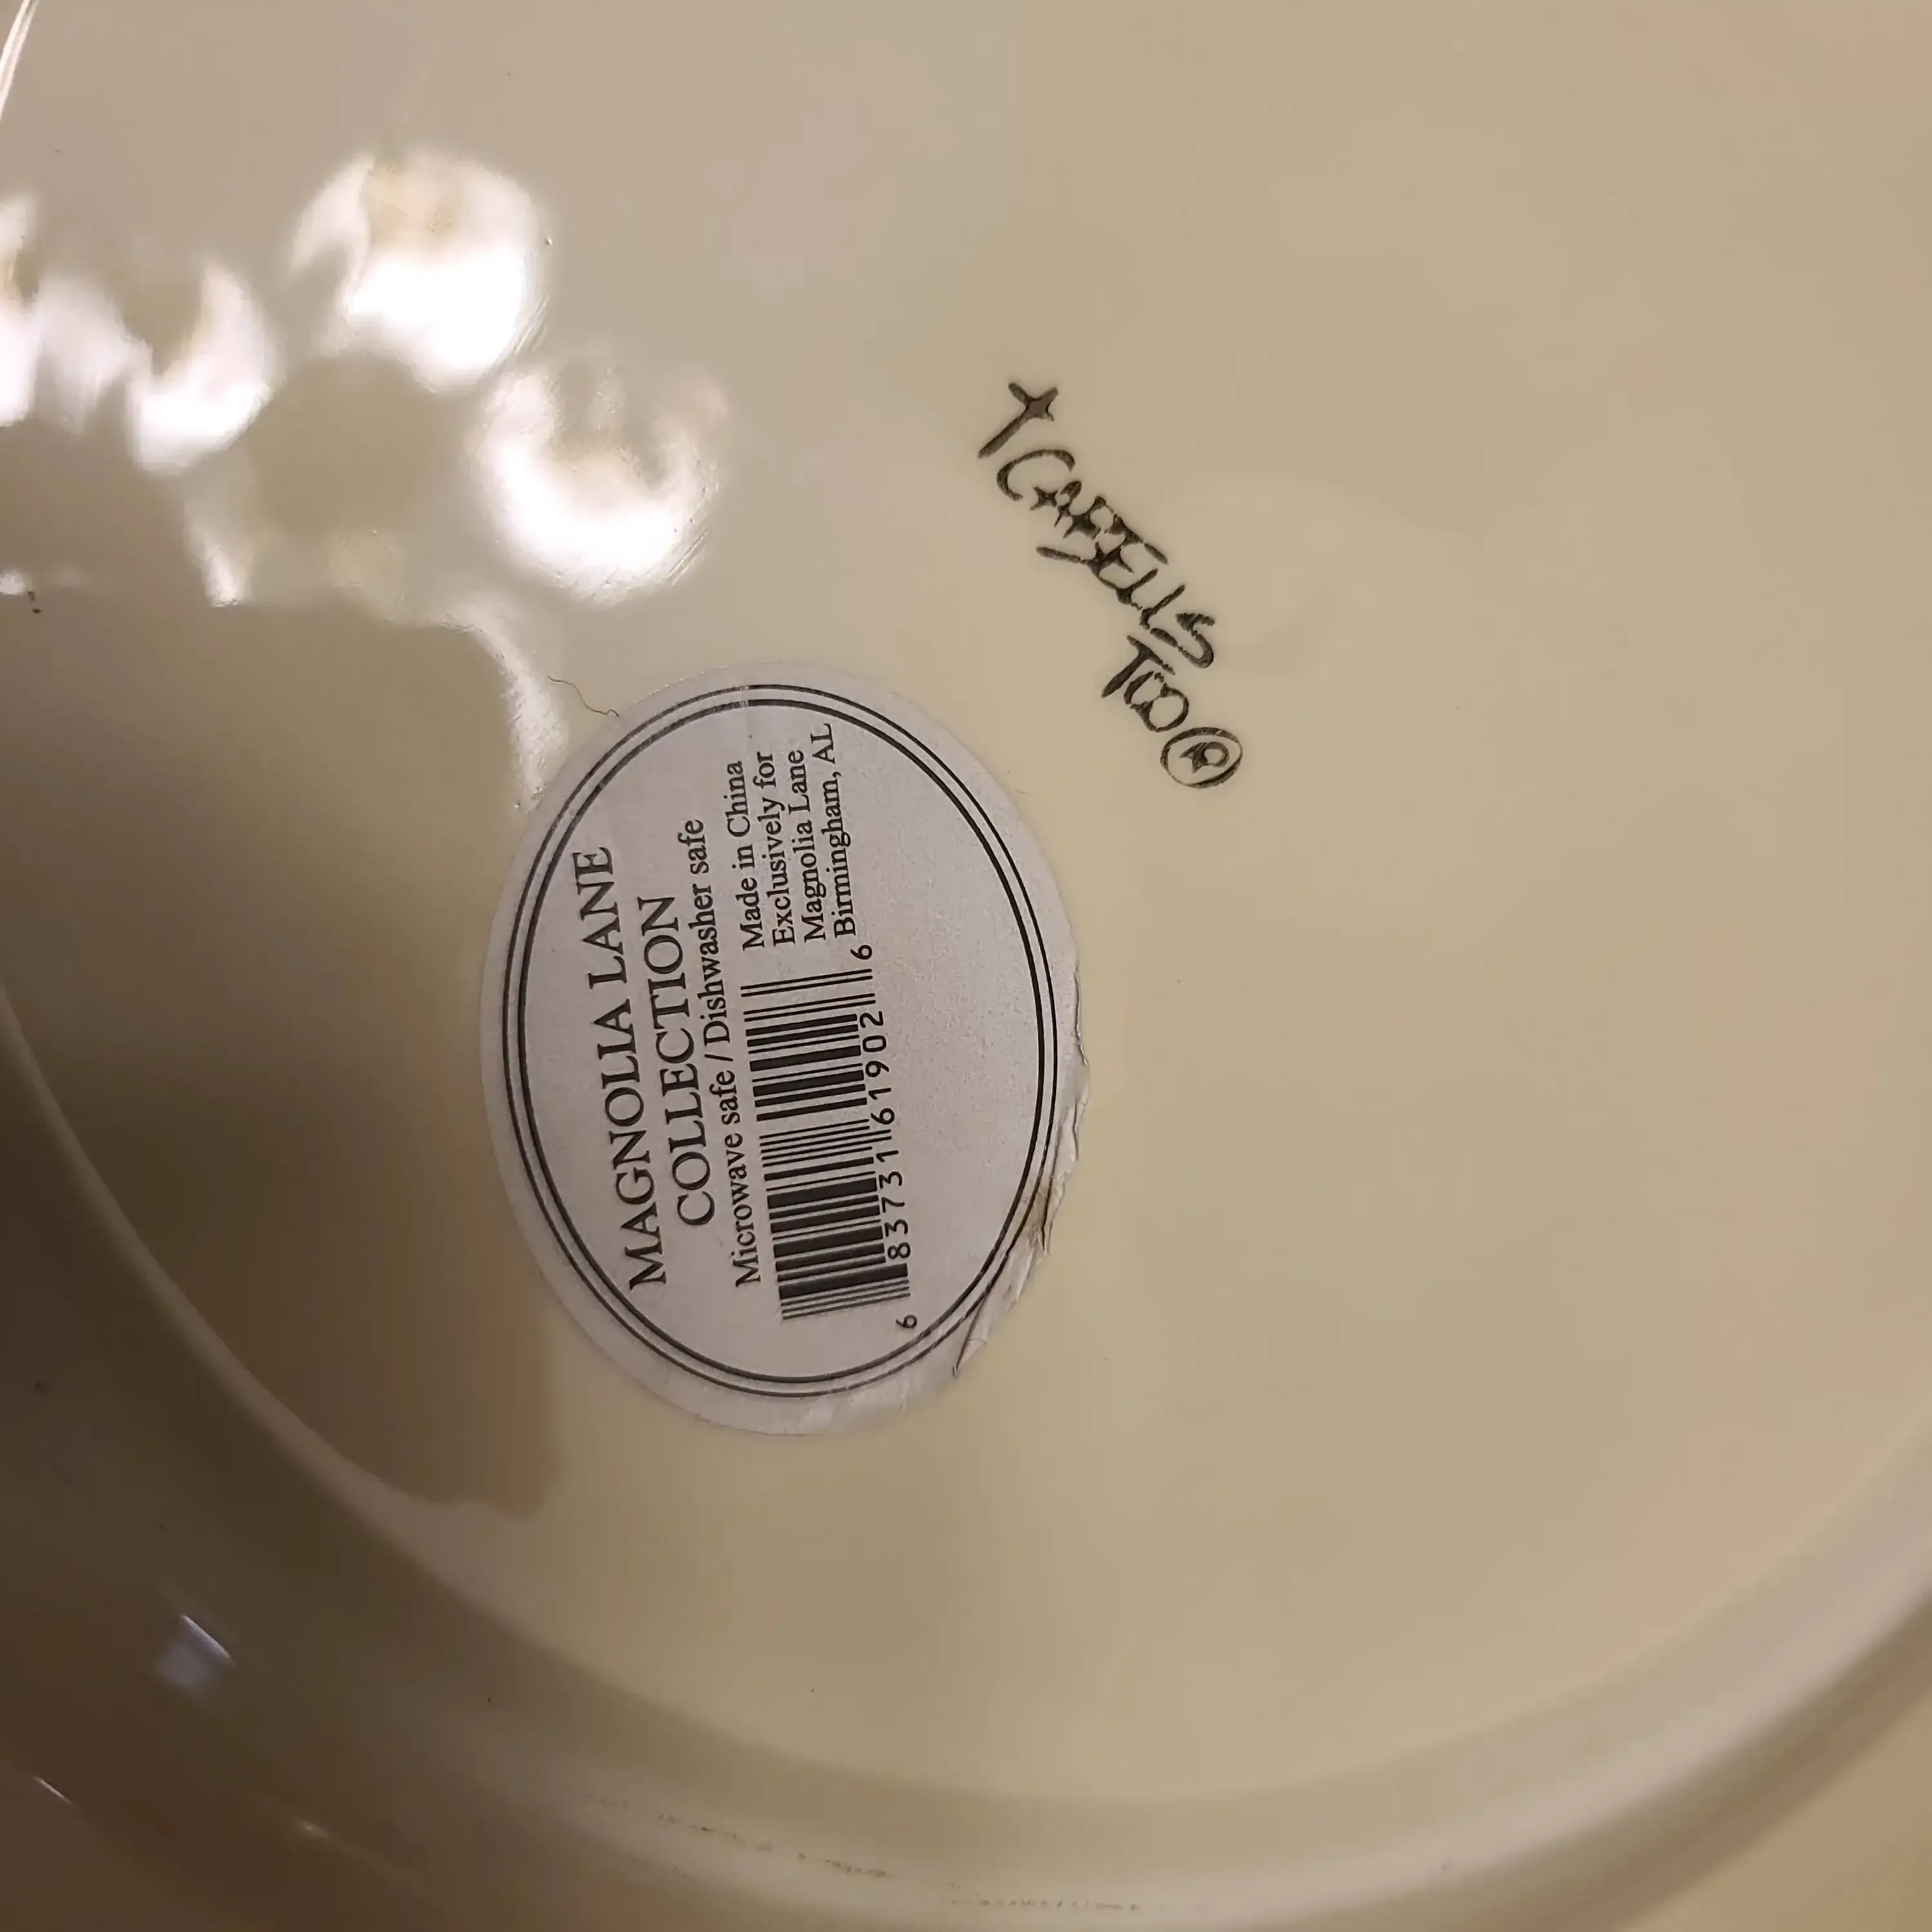 MAGNOLIA LANE
COLLECTION
Microwave safe / Dishwasher safe
Made in China
Exclusively for
Magnolia Lane
Birmingham, AL
6 83731 61902 6
TOO ®